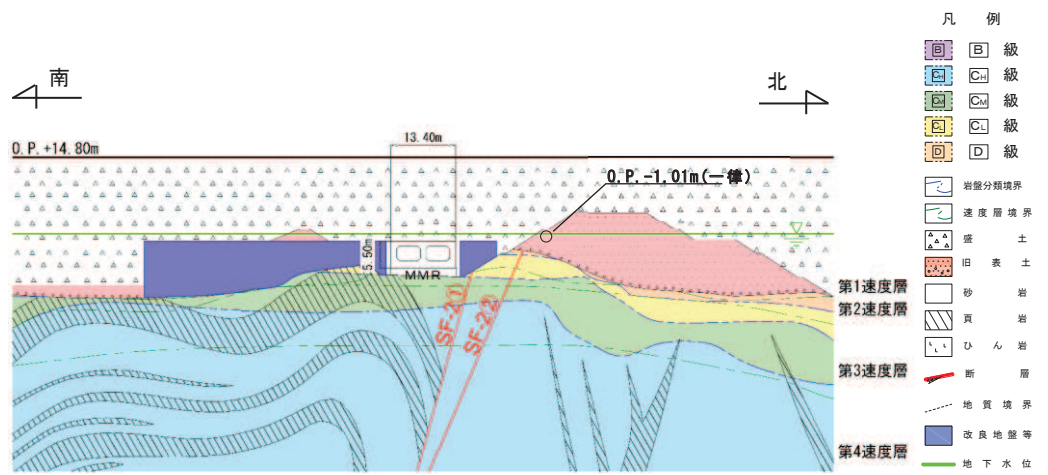 南
北
O.P.+14.80m
13.40m
O.P.-1.01m(一律)
5.50m
MMR
SF-2(1)
SF-2(2)
第1速度層
第2速度層
第3速度層
第4速度層
凡 例
B B 級
CH CH 級
CM CM 級
CL CL 級
D D 級
岩盤分類境界
速度層境界
盛 土
旧 表 土
砂 岩
頁 岩
ひ ん 岩
断 層
地 質 境 界
改 良 地 盤 等
地 下 水 位